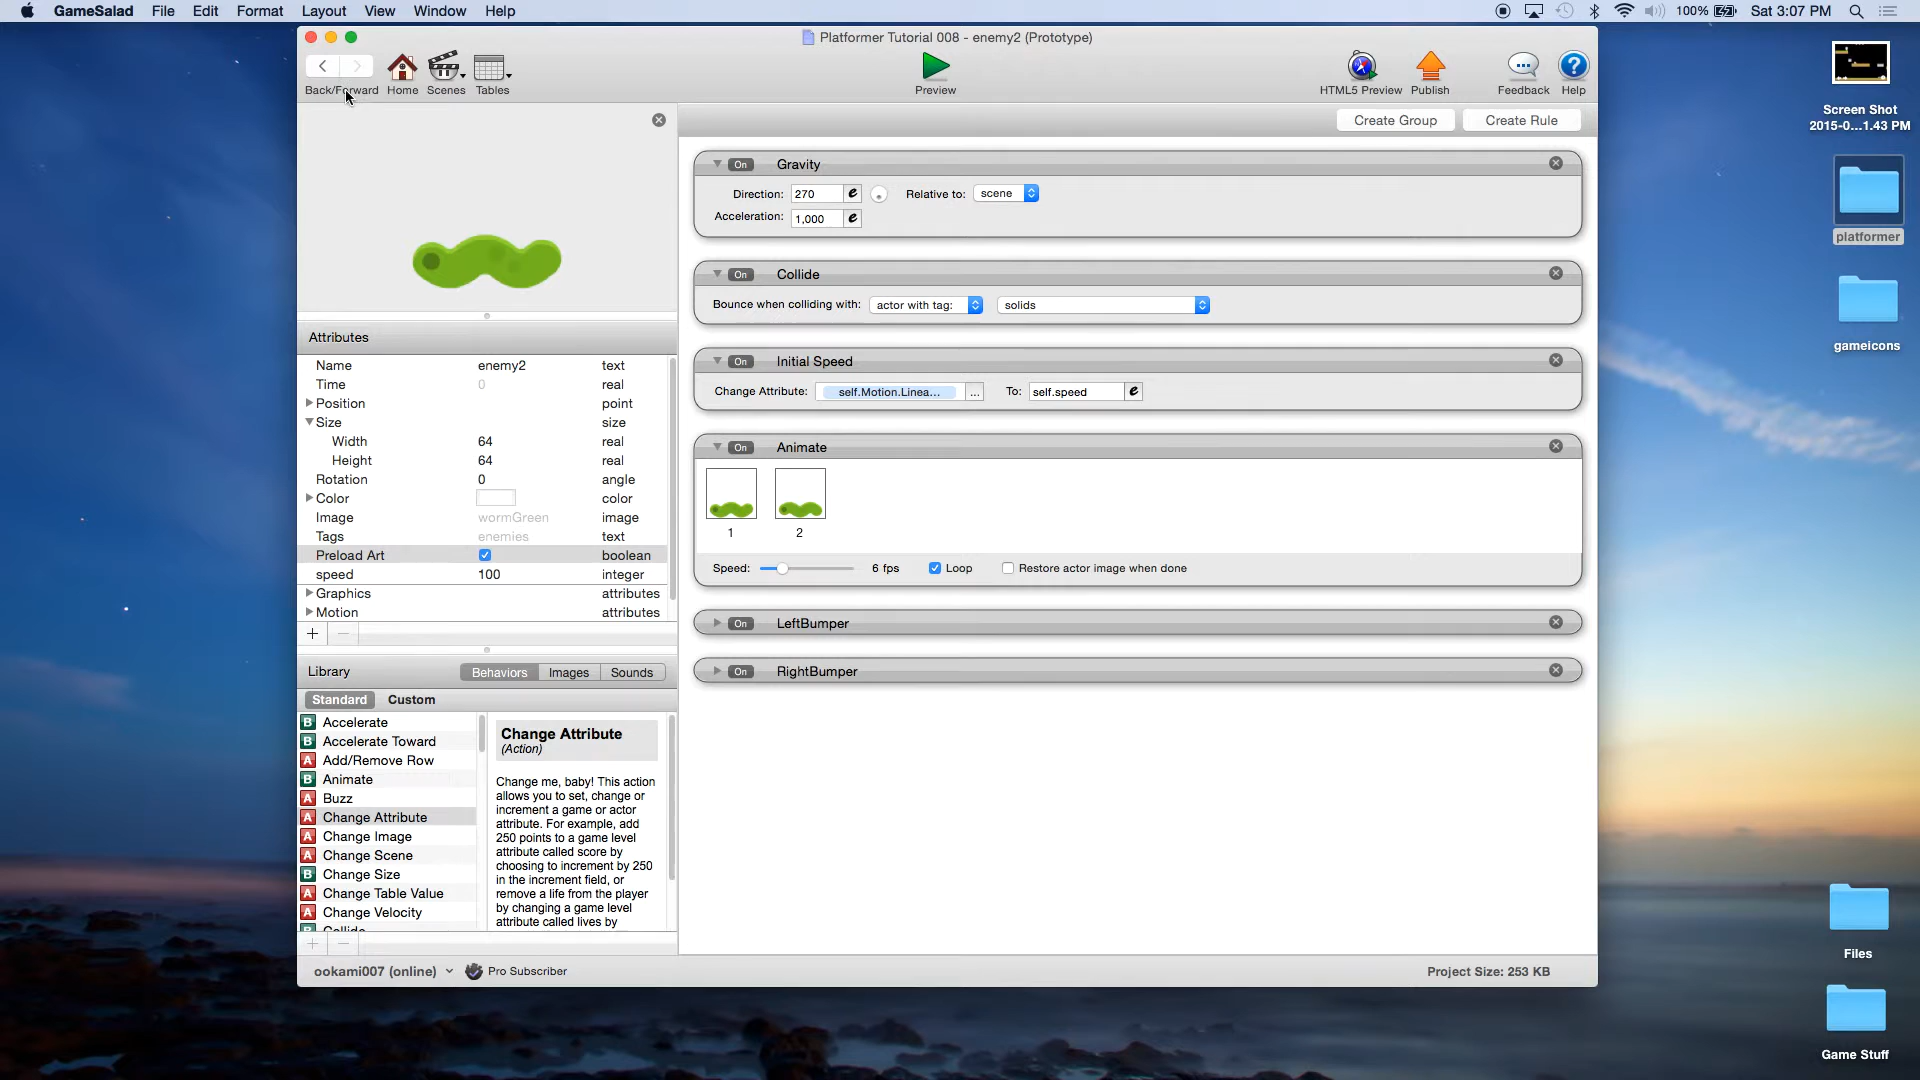 GameSalad File Edit Format Layout View Window Help
100% Sat 3:07 PM
Platformer Tutorial 008 - enemy2 (Prototype)
Back/Forward Home Scenes Tables Preview HTML5 Preview Publish Feedback Help
Create Group Create Rule
On Gravity
Direction: 270 e Relative to: scene
Acceleration: 1,000 e
On Collide
Bounce when colliding with: actor with tag: solids
On Initial Speed
Change Attribute: self.Motion.Linea... ... To: self.speed e
On Animate
1 2
Speed: 6 fps Loop Restore actor image when done
On LeftBumper
On RightBumper
Attributes
Name enemy2 text
Time 0 real
Position point
Size size
Width 64 real
Height 64 real
Rotation 0 angle
Color color
Image wormGreen image
Tags enemies text
Preload Art boolean
speed 100 integer
Graphics attributes
Motion attributes
+ −
Library Behaviors Images Sounds
Standard Custom
B Accelerate
B Accelerate Toward
A Add/Remove Row
B Animate
A Buzz
A Change Attribute
A Change Image
A Change Scene
B Change Size
A Change Table Value
A Change Velocity
B Collide
Change Attribute
(Action)
Change me, baby! This action
allows you to set, change or
increment a game or actor
attribute. For example, add
250 points to a game level
attribute called score by
choosing to increment by 250
in the increment field, or
remove a life from the player
by changing a game level
attribute called lives by
+ −
ookami007 (online) Pro Subscriber
Project Size: 253 KB
Screen Shot
2015-0...1.43 PM
platformer
gameicons
Files
Game Stuff